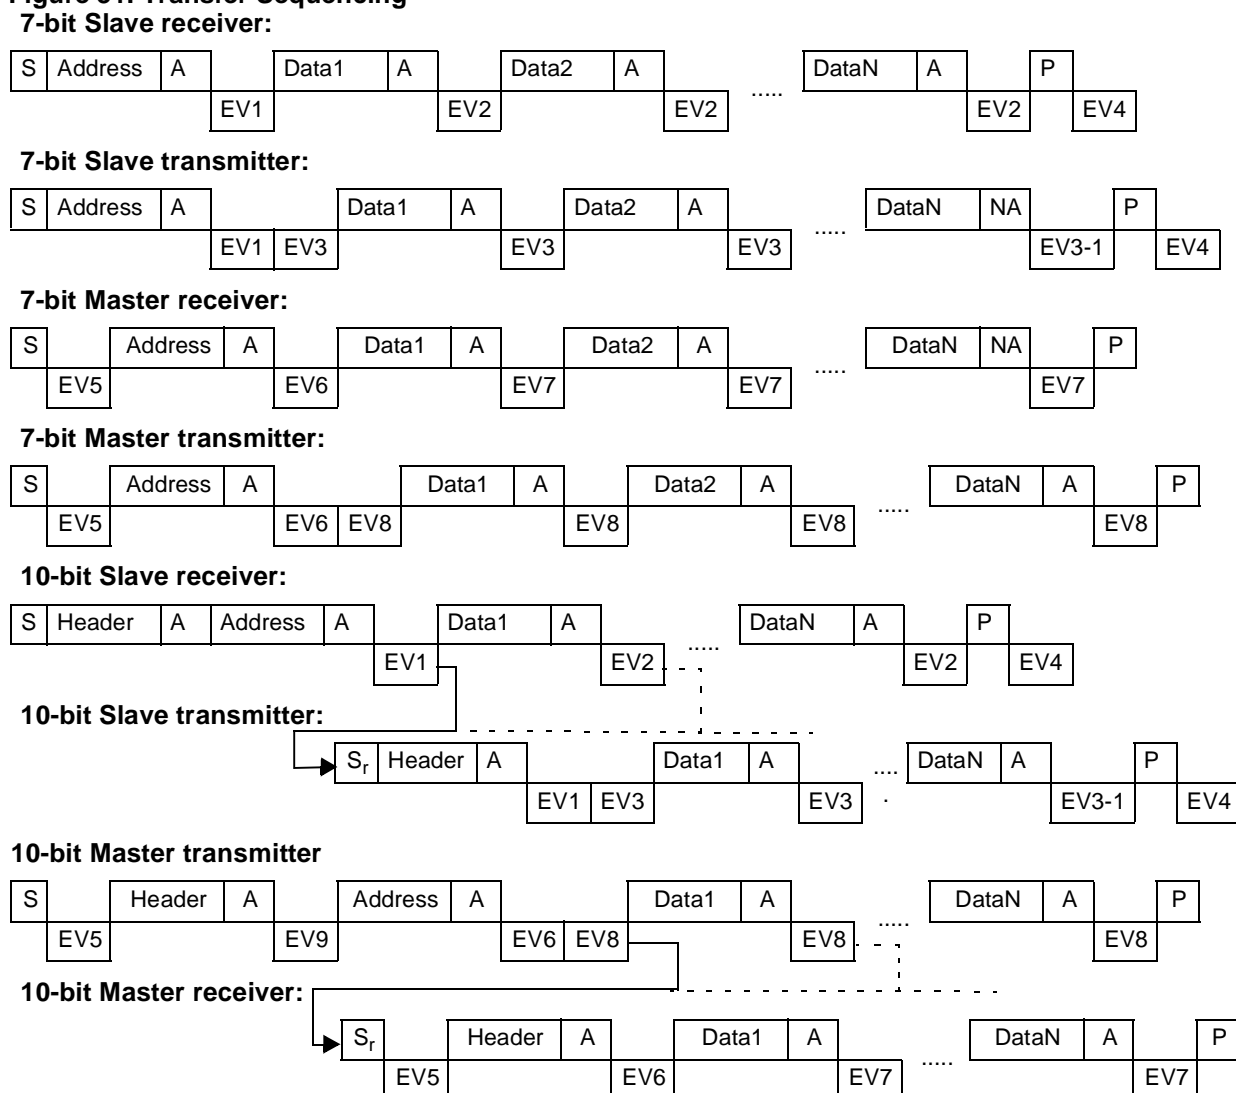 Figure 61. Transfer Sequencing
7-bit Slave receiver:
S Address A Data1 A Data2 A ..... DataN A P
EV1 EV2 EV2 EV2 EV4
7-bit Slave transmitter:
S Address A Data1 A Data2 A ..... DataN NA P
EV1 EV3 EV3 EV3 EV3-1 EV4
7-bit Master receiver:
S Address A Data1 A Data2 A ..... DataN NA P
EV5 EV6 EV7 EV7 EV7
7-bit Master transmitter:
S Address A Data1 A Data2 A ..... DataN A P
EV5 EV6 EV8 EV8 EV8 EV8
10-bit Slave receiver:
S Header A Address A Data1 A ..... DataN A P
EV1 EV2 EV2 EV4
10-bit Slave transmitter:
Sr Header A Data1 A .... DataN A P
EV1 EV3 EV3 . EV3-1 EV4
10-bit Master transmitter
S Header A Address A Data1 A ..... DataN A P
EV5 EV9 EV6 EV8 EV8 EV8
10-bit Master receiver:
Sr Header A Data1 A ..... DataN A P
EV5 EV6 EV7 EV7